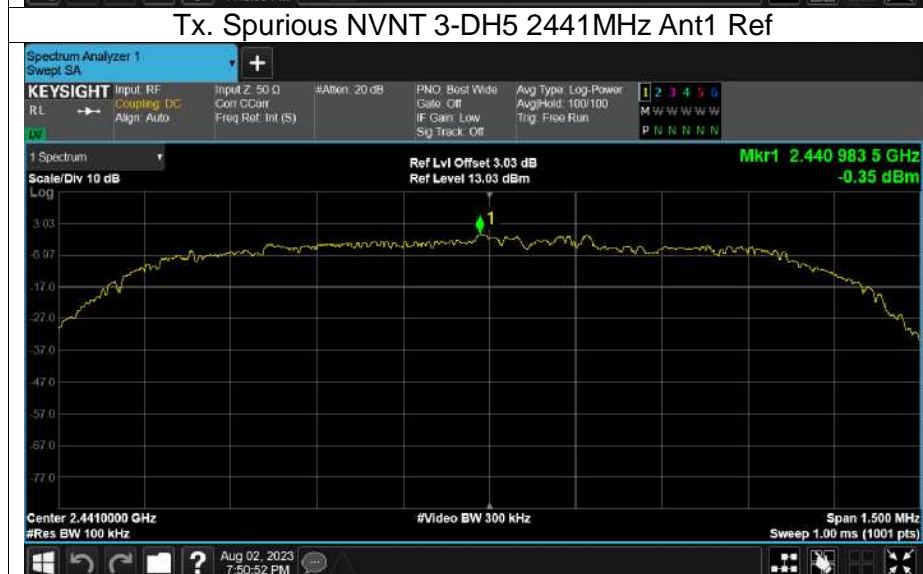 Tx. Spurious NVNT 3-DH5 2441MHz Ant1 Ref
Spectrum Analyzer 1
Swept SA
+
KEYSIGHT
RL
Input: RF
Coupling: DC
Align: Auto
Input Z: 50 Ω
Corr CCorr
Freq Ref: Int (S)
#Atten: 20 dB
PNO: Best Wide
Gate: Off
IF Gain: Low
Sig Track: Off
Avg Type: Log-Power
Avg|Hold: 100/100
Trig: Free Run
1 2 3 4 5 6
M W W W W W
P N N N N N
1 Spectrum
Scale/Div 10 dB
Log
Ref Lvl Offset 3.03 dB
Ref Level 13.03 dBm
Mkr1 2.440 983 5 GHz
-0.35 dBm
1
3.03
-6.97
-17.0
-27.0
-37.0
-47.0
-57.0
-67.0
-77.0
Center 2.4410000 GHz
#Res BW 100 kHz
#Video BW 300 kHz
Span 1.500 MHz
Sweep 1.00 ms (1001 pts)
?
Aug 02, 2023
7:50:52 PM